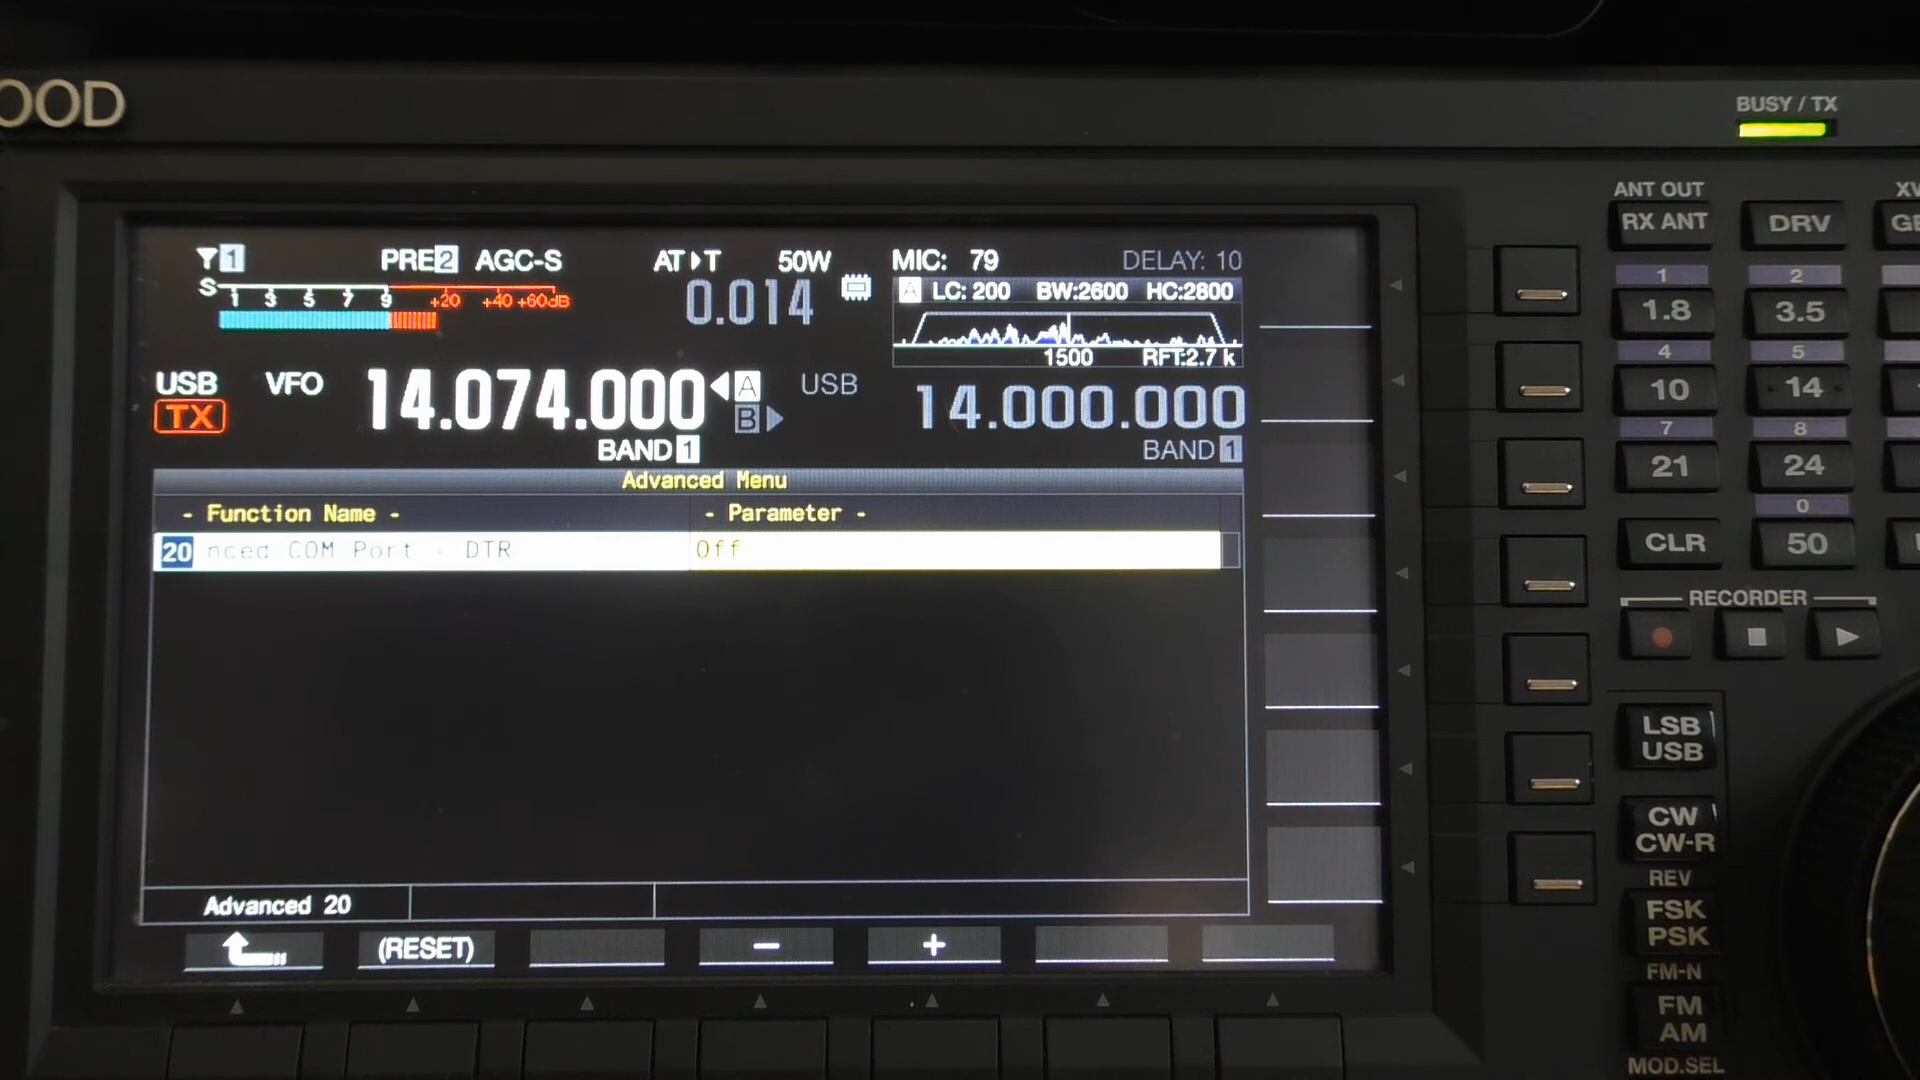 OOD
BUSY / TX
ANT OUT
RX ANT
DRV
1 PRE2 AGC-S AT T 50W
MIC: 79 DELAY: 10
S 1 3 5 7 9 +20 +40 +60dB
0.014
A LC: 200 BW:2600 HC:2800
1500 RFT:2.7 k
USB VFO 14.074.000 A USB 14.000.000
TX B
BAND 1 BAND 1
Advanced Menu
- Function Name - - Parameter -
20 nced COM Port - DTR Off
Advanced 20
(RESET) − +
1 2
1.8 3.5
4 5
10 14
7 8
21 24
0
CLR 50
RECORDER
LSB
USB
CW
CW-R
REV
FSK
PSK
FM-N
FM
AM
MOD.SEL